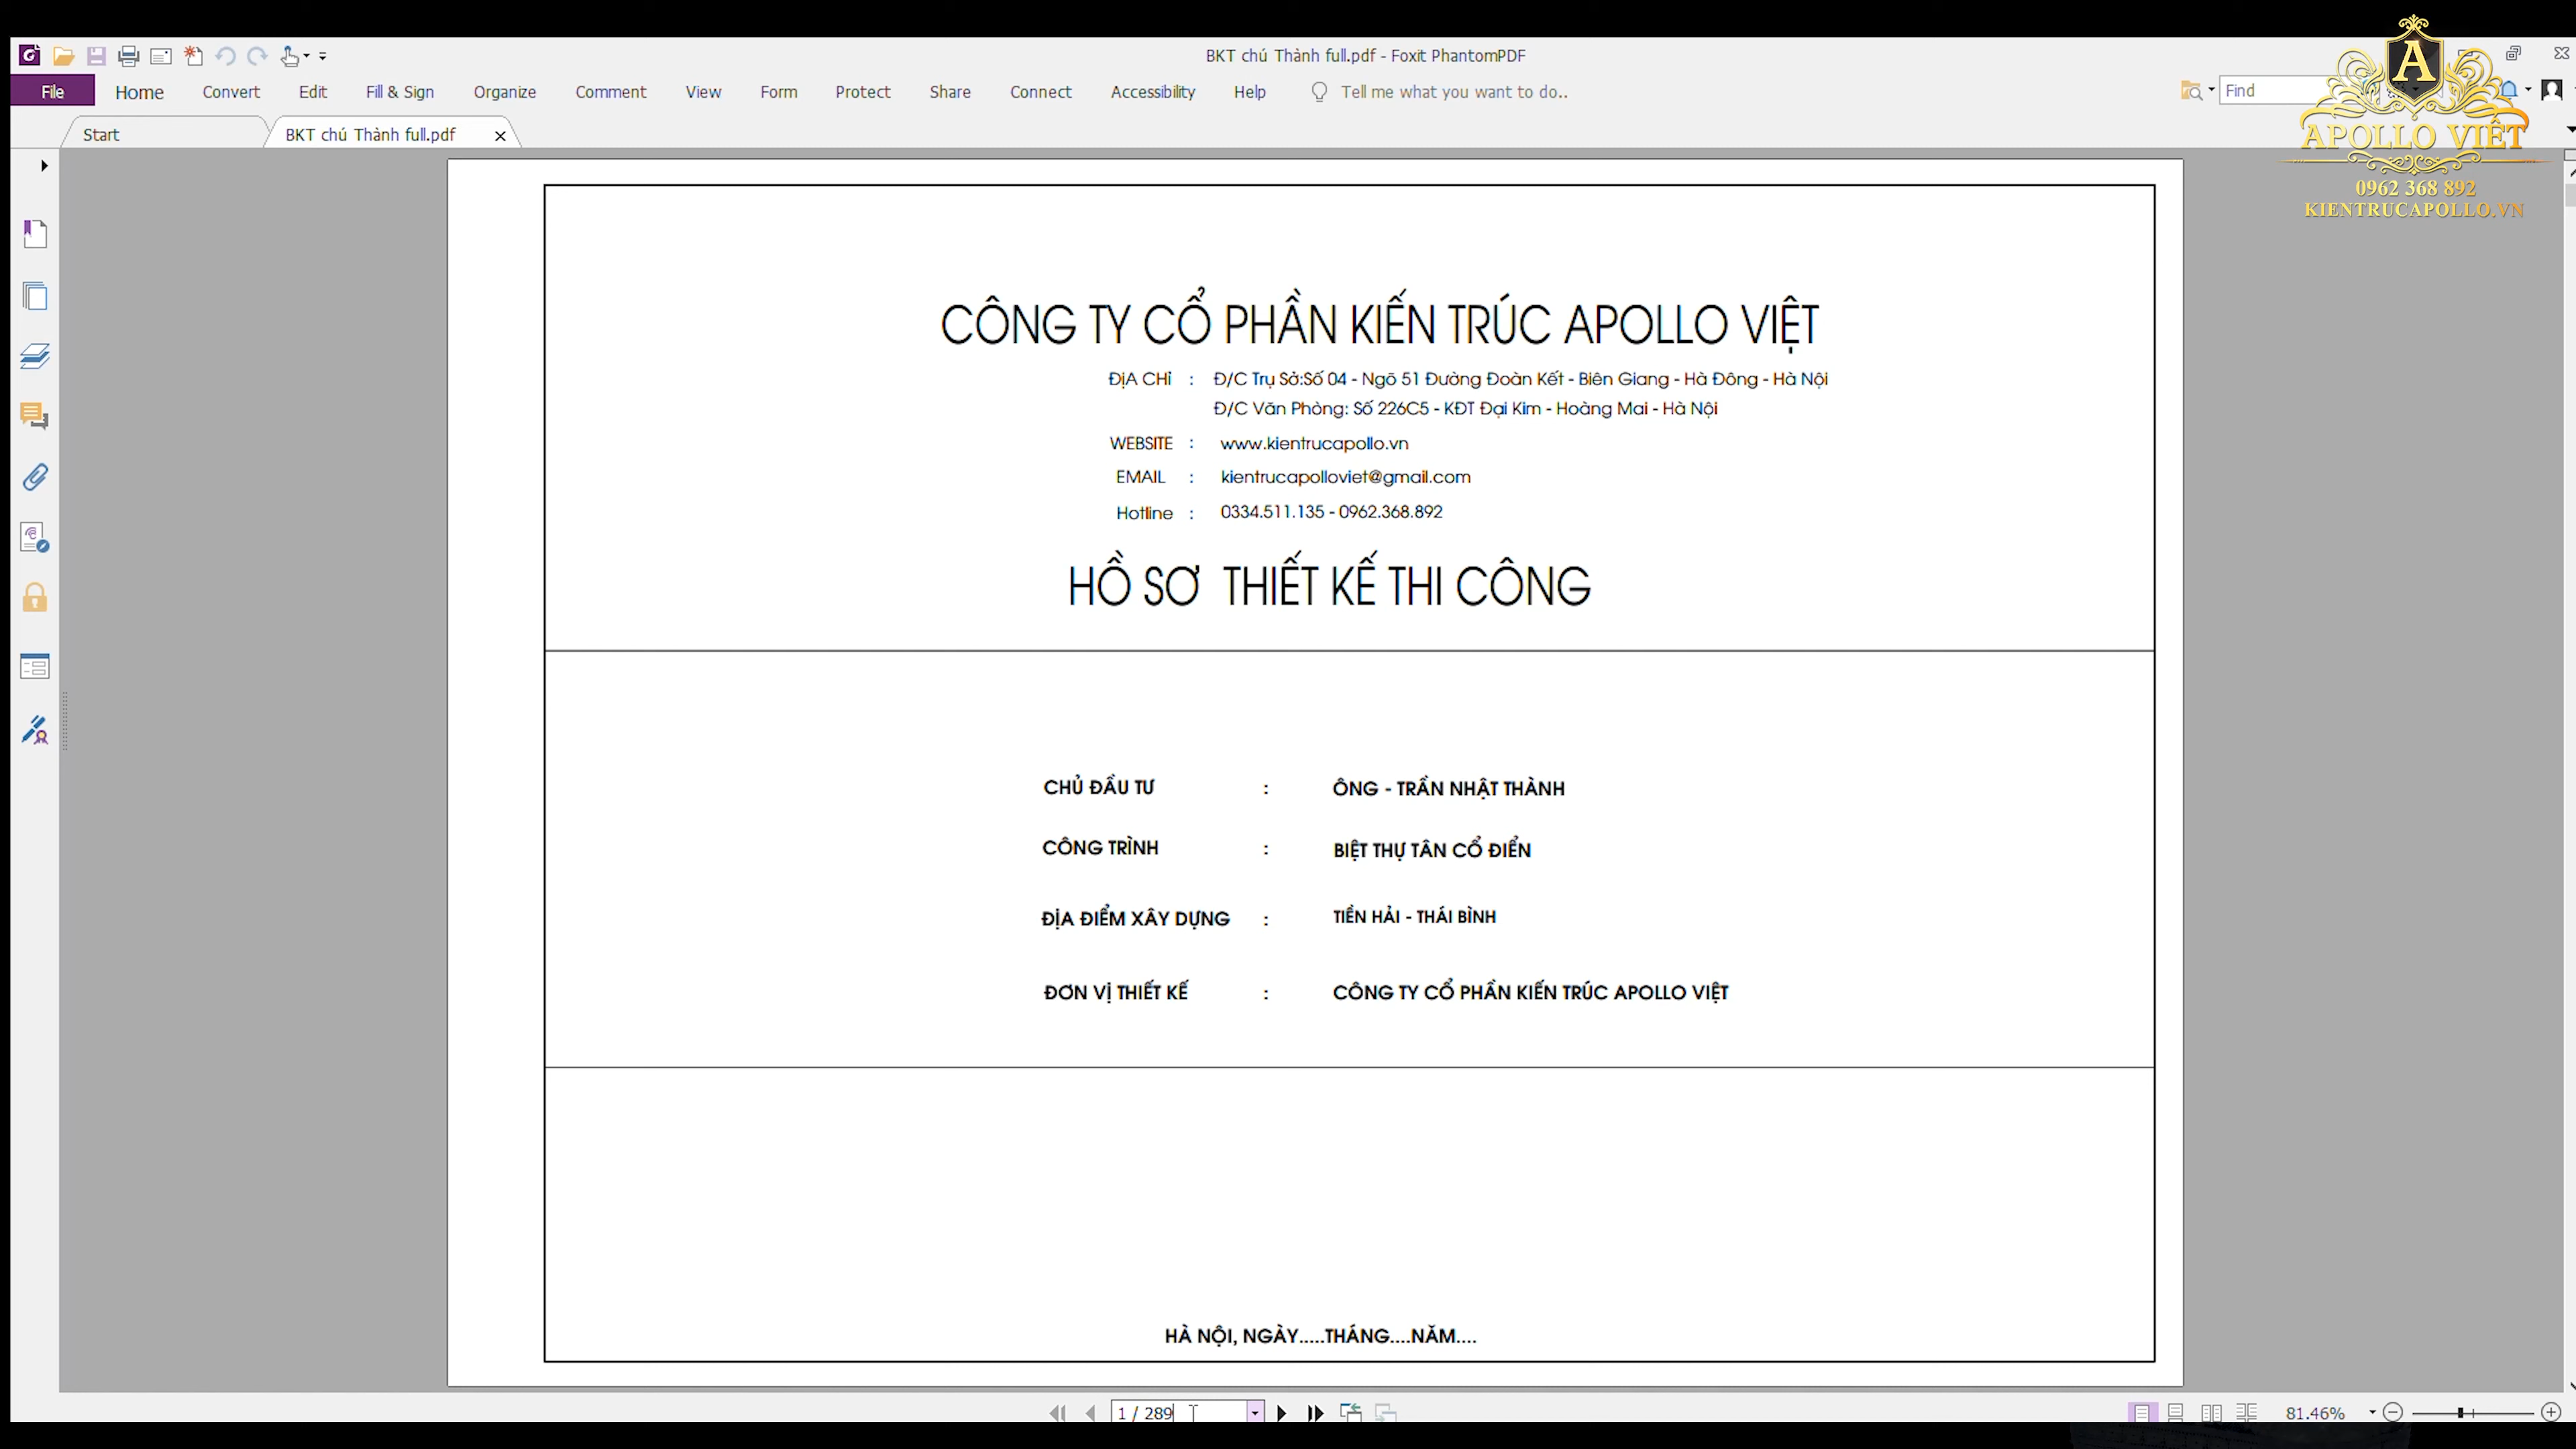 BKT chú Thành full.pdf - Foxit PhantomPDF
File Home Convert Edit Fill & Sign Organize Comment View Form Protect Share Connect Accessibility Help Tell me what you want to do.. Find
A
APOLLO VIỆT
0962 368 892
KIENTRUCAPOLLO.VN
Start BKT chú Thành full.pdf
CÔNG TY CỔ PHẦN KIẾN TRÚC APOLLO VIỆT
ĐỊA CHỈ : Đ/C Trụ Sở:Số 04 - Ngõ 51 Đường Đoàn Kết - Biên Giang - Hà Đông - Hà Nội
Đ/C Văn Phòng: Số 226C5 - KĐT Đại Kim - Hoàng Mai - Hà Nội
WEBSITE : www.kientrucapollo.vn
EMAIL : kientrucapolloviet@gmail.com
Hotline : 0334.511.135 - 0962.368.892
HỒ SƠ THIẾT KẾ THI CÔNG
CHỦ ĐẦU TƯ : ÔNG - TRẦN NHẬT THÀNH
CÔNG TRÌNH : BIỆT THỰ TÂN CỔ ĐIỂN
ĐỊA ĐIỂM XÂY DỰNG : TIỀN HẢI - THÁI BÌNH
ĐƠN VỊ THIẾT KẾ : CÔNG TY CỔ PHẦN KIẾN TRÚC APOLLO VIỆT
HÀ NỘI, NGÀY.....THÁNG....NĂM....
1 / 289
81.46%